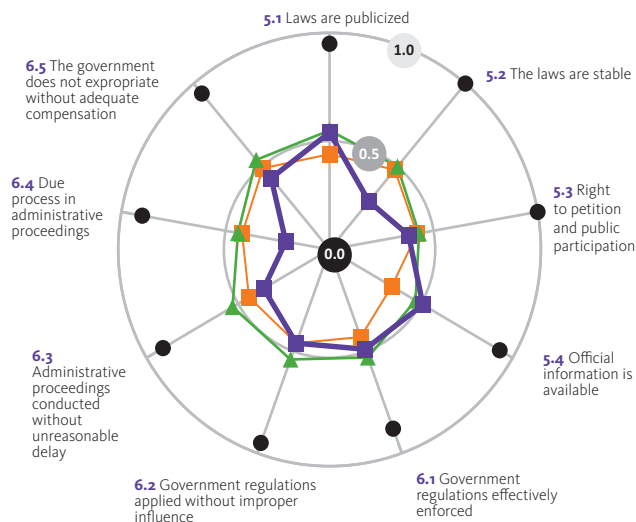 5.1 Laws are publicized
1.0
5.2 The laws are stable
0.5
5.3 Right
to petition
and public
participation
0.0
5.4 Official
information is
available
6.1 Government
regulations effectively
enforced
6.2 Government regulations
applied without improper
influence
6.3
Administrative
proceedings
conducted
without
unreasonable
delay
6.4 Due
process in
administrative
proceedings
6.5 The government
does not expropriate
without adequate
compensation